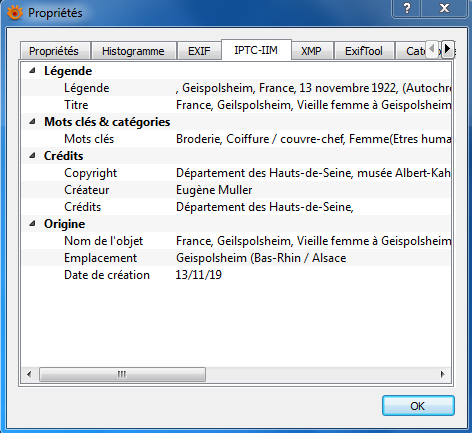 Propriétés
Propriétés Histogramme EXIF IPTC-IIM XMP ExifTool
Légende
Légende , Geispolsheim, France, 13 novembre 1922, (Autochro
Titre France, Geispolsheim, Vieille femme à Geispolsheim
Mots clés & catégories
Mots clés Broderie, Coiffure / couvre-chef, Femme(Etres huma
Crédits
Copyright Département des Hauts-de-Seine, musée Albert-Kah
Créateur Eugène Muller
Crédits Département des Hauts-de-Seine,
Origine
Nom de l'objet France, Geilspolsheim, Vieille femme à Geispolsheim
Emplacement Geispolsheim (Bas-Rhin / Alsace
Date de création 13/11/19
OK